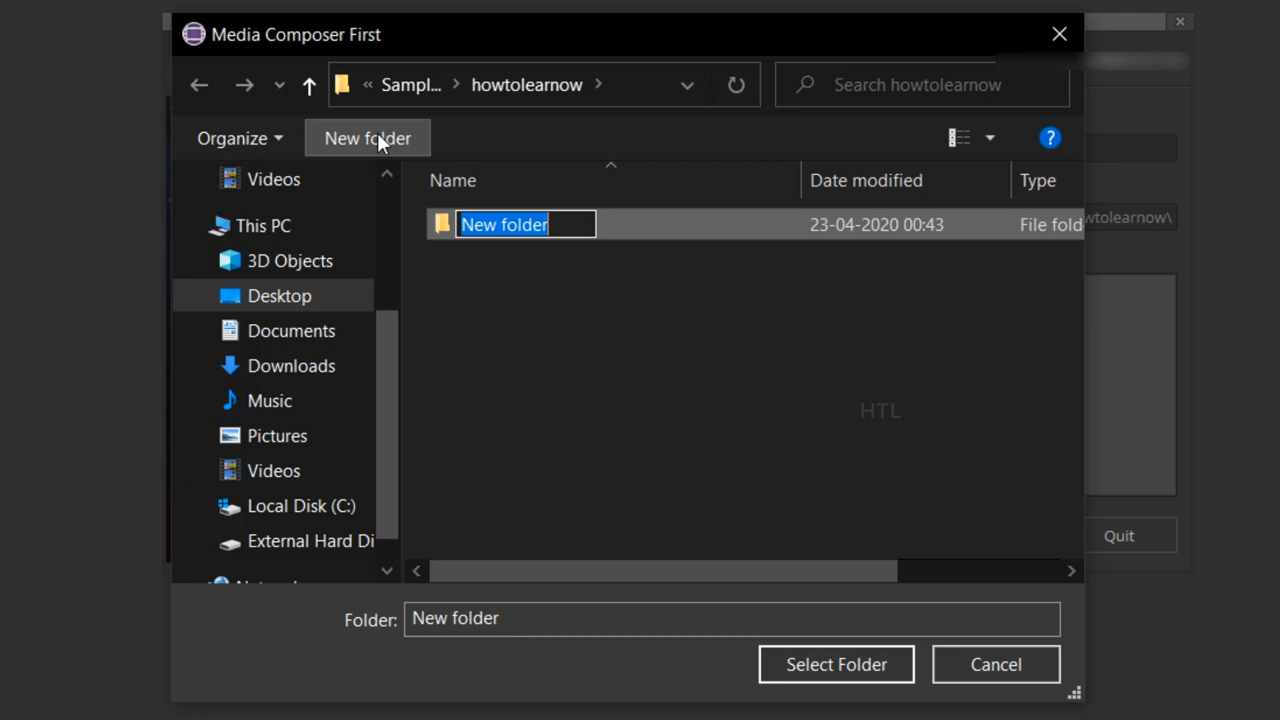 Media Composer First
« Sampl... > howtolearnow >
Search howtolearnow
Organize
New folder
?
Name
Date modified
Type
Videos
This PC
3D Objects
Desktop
Documents
Downloads
Music
Pictures
Videos
Local Disk (C:)
External Hard Di
New folder
23-04-2020 00:43
File fold
wtolearnow\
HTL
Quit
Folder:
New folder
Select Folder
Cancel